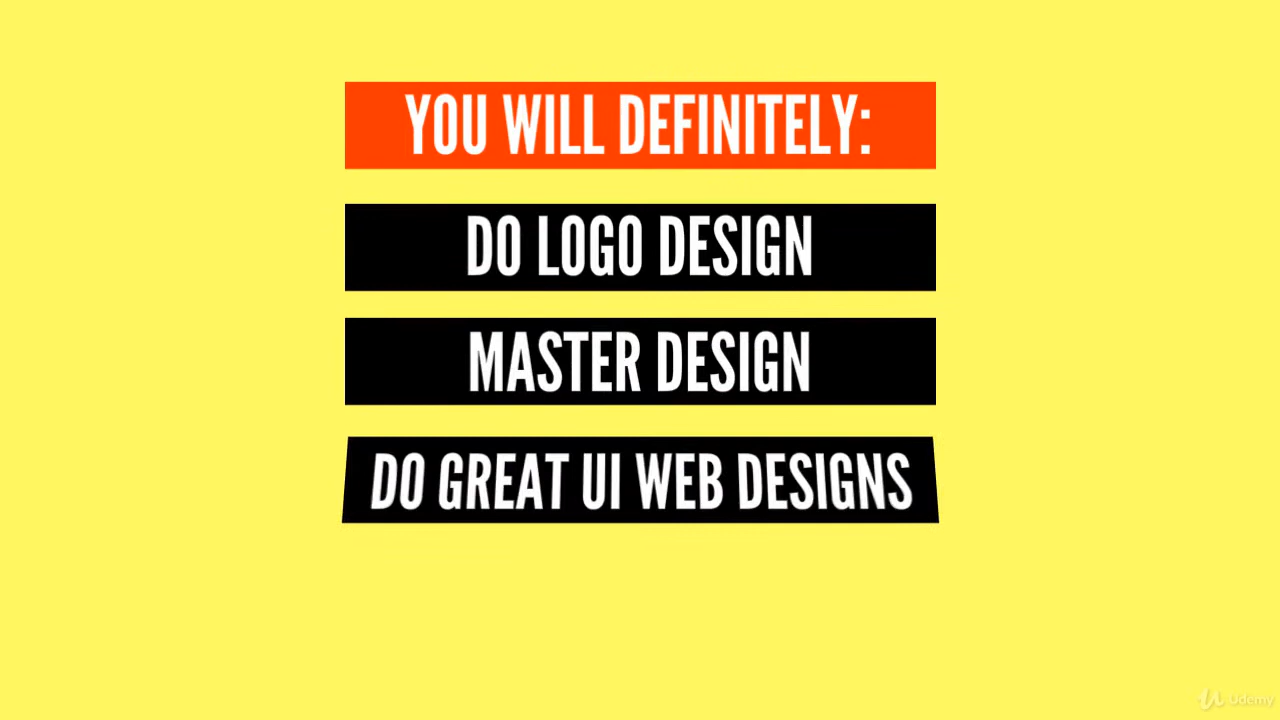 YOU WILL DEFINITELY:
DO LOGO DESIGN
MASTER DESIGN
DO GREAT UI WEB DESIGNS
Udemy